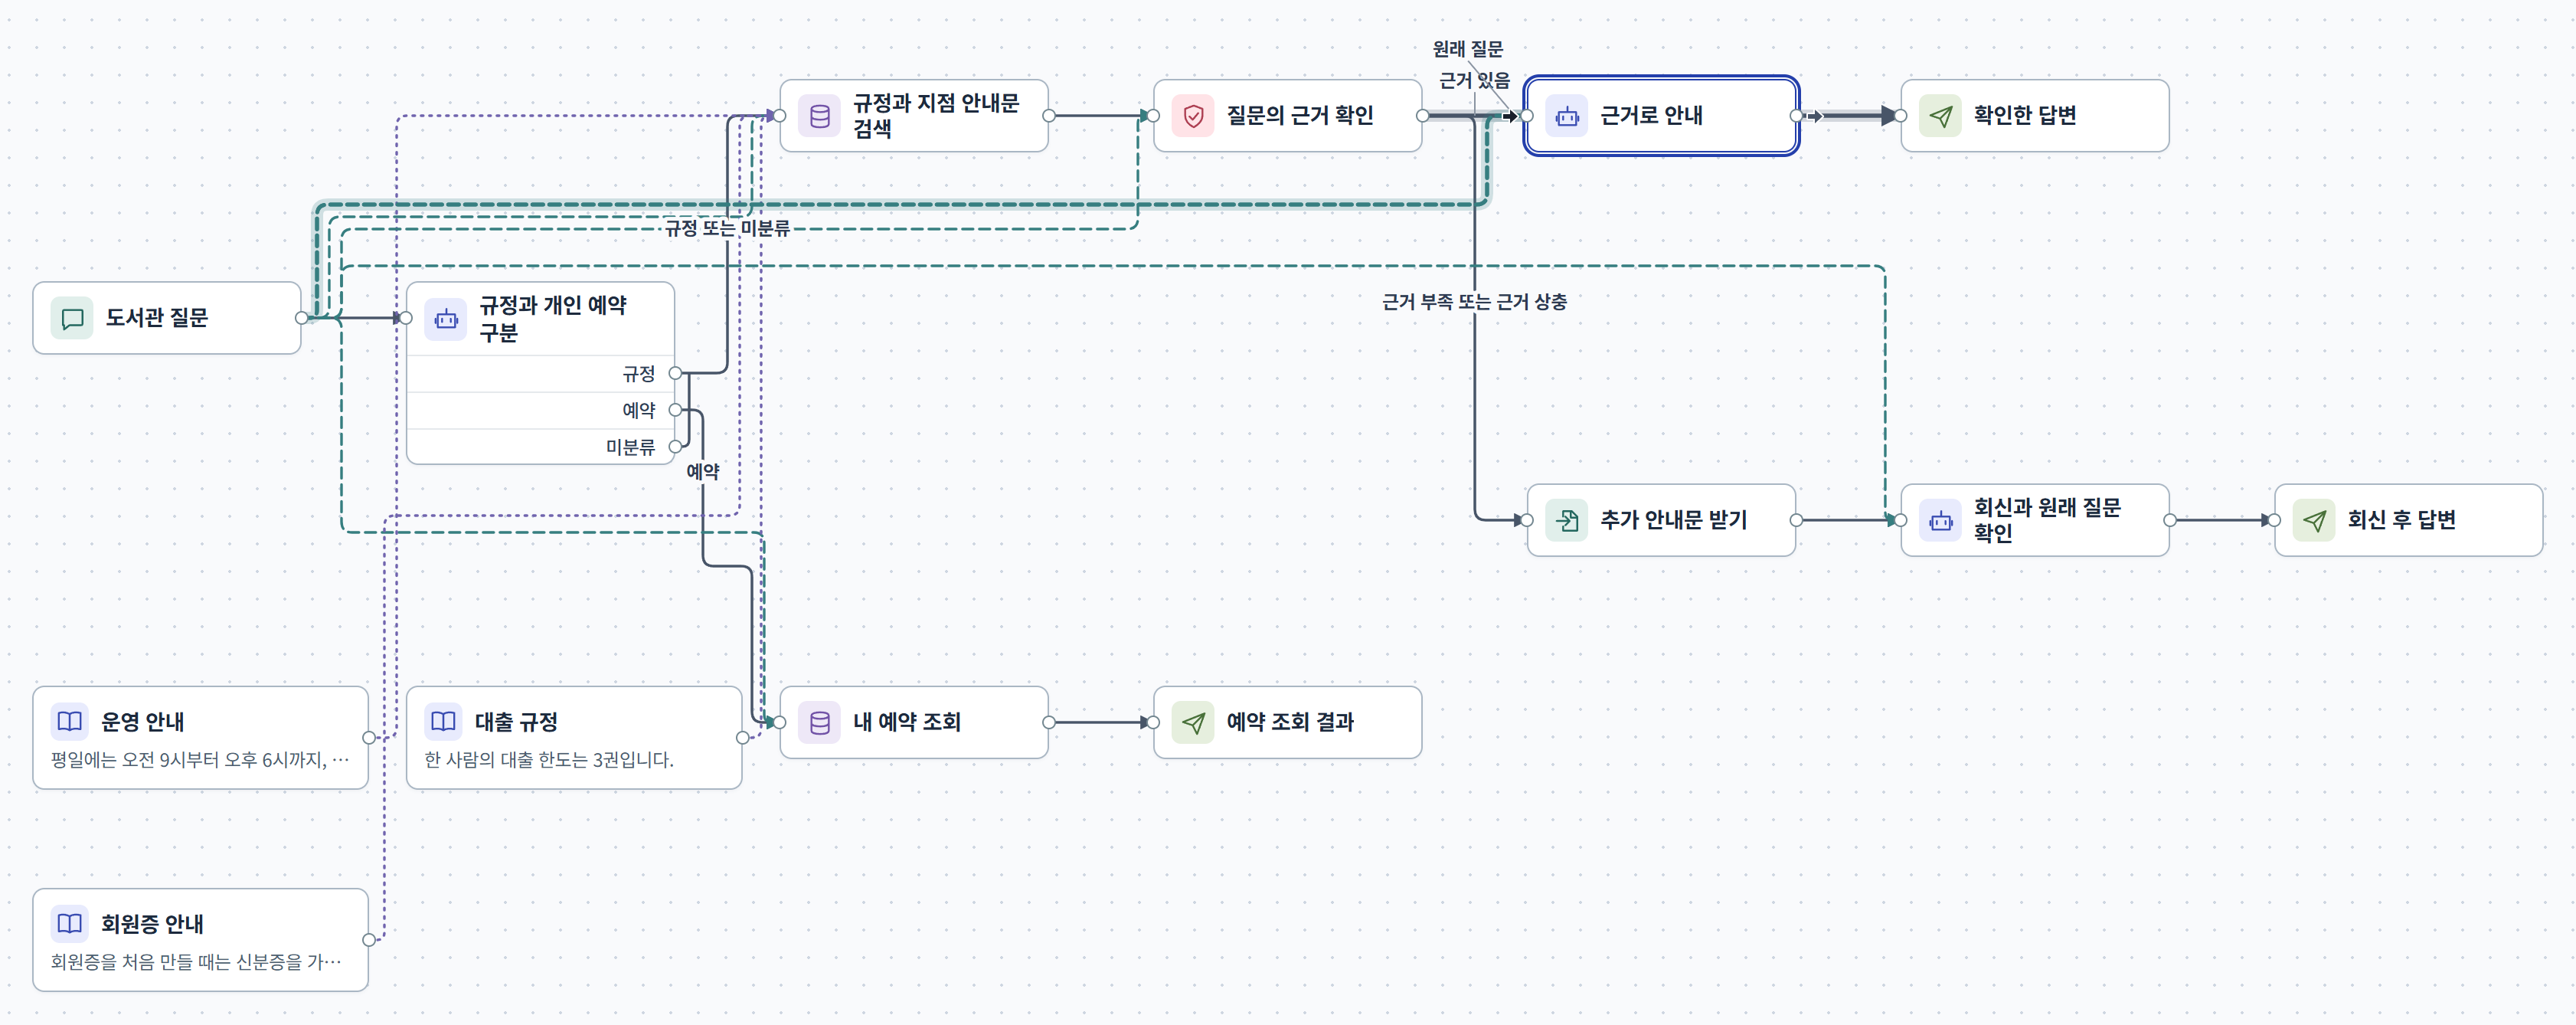 원래 질문
근거 있음
규정과 지점 안내문
검색
질문의 근거 확인
근거로 안내
확인한 답변
규정 또는 미분류
도서관 질문
규정과 개인 예약
구분
규정
예약
미분류
예약
근거 부족 또는 근거 상충
추가 안내문 받기
회신과 원래 질문
확인
회신 후 답변
운영 안내
평일에는 오전 9시부터 오후 6시까지, …
대출 규정
한 사람의 대출 한도는 3권입니다.
내 예약 조회
예약 조회 결과
회원증 안내
회원증을 처음 만들 때는 신분증을 가…